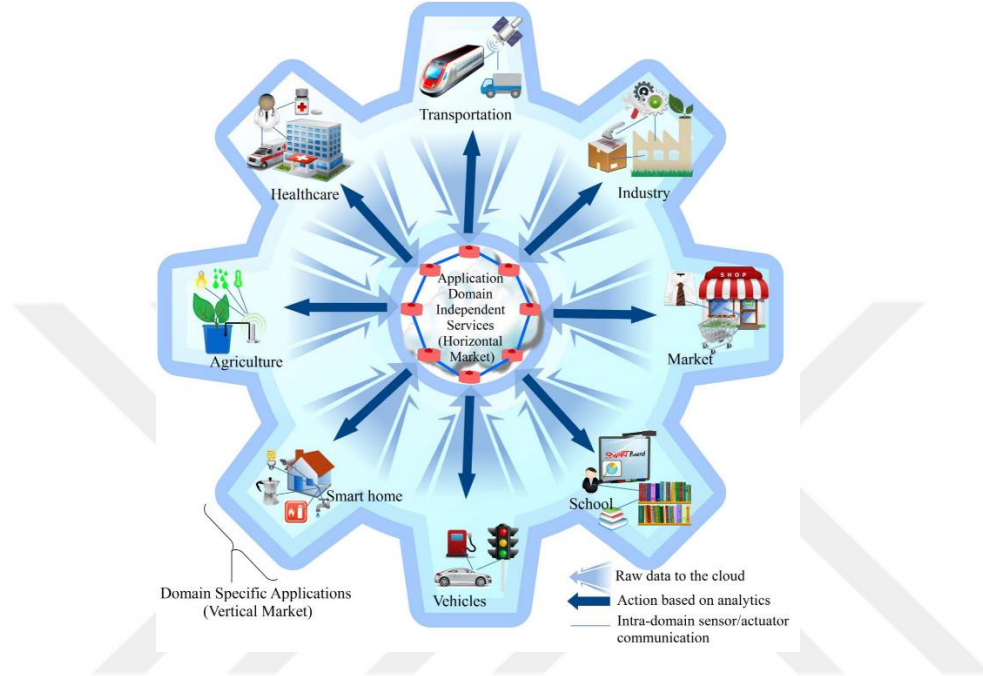 Transportation
Healthcare
Industry
SHOP
Application
Domain
Independent
Services
(Horizontal
Market)
Agriculture
Market
SMART Board
Smart home
School
Vehicles
Domain Specific Applications
(Vertical Market)
Raw data to the cloud
Action based on analytics
Intra-domain sensor/actuator
communication